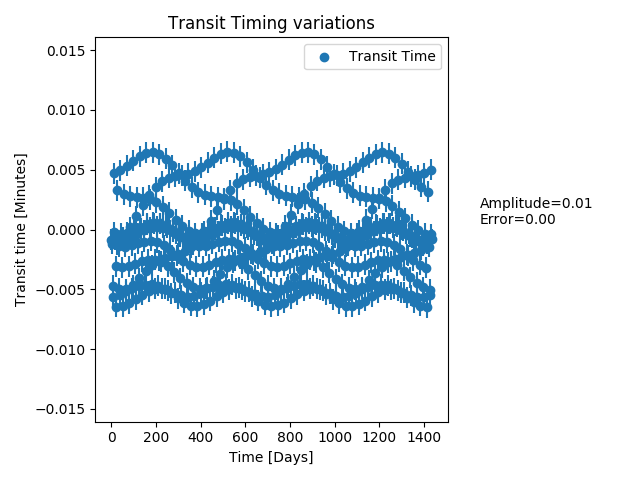 Transit Timing variations
Transit Time
0.015
0.010
0.005
0.000
−0.005
−0.010
−0.015
Transit time [Minutes]
0 200 400 600 800 1000 1200 1400
Time [Days]
Amplitude=0.01
Error=0.00